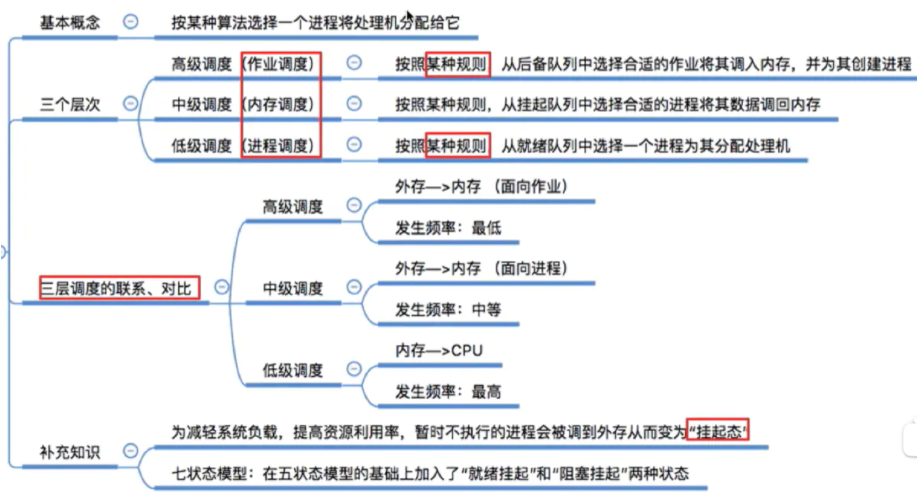 基本概念
按某种算法选择一个进程将处理机分配给它
三个层次
高级调度（作业调度）
按照某种规则，从后备队列中选择合适的作业将其调入内存，并为其创建进程
中级调度（内存调度）
按照某种规则，从挂起队列中选择合适的进程将其数据调回内存
低级调度（进程调度）
按照某种规则，从就绪队列中选择一个进程为其分配处理机
三层调度的联系、对比
高级调度
外存—>内存 （面向作业）
发生频率：最低
中级调度
外存—>内存 （面向进程）
发生频率：中等
低级调度
内存—>CPU
发生频率：最高
补充知识
为减轻系统负载，提高资源利用率，暂时不执行的进程会被调到外存从而变为“挂起态”
七状态模型：在五状态模型的基础上加入了“就绪挂起”和“阻塞挂起”两种状态